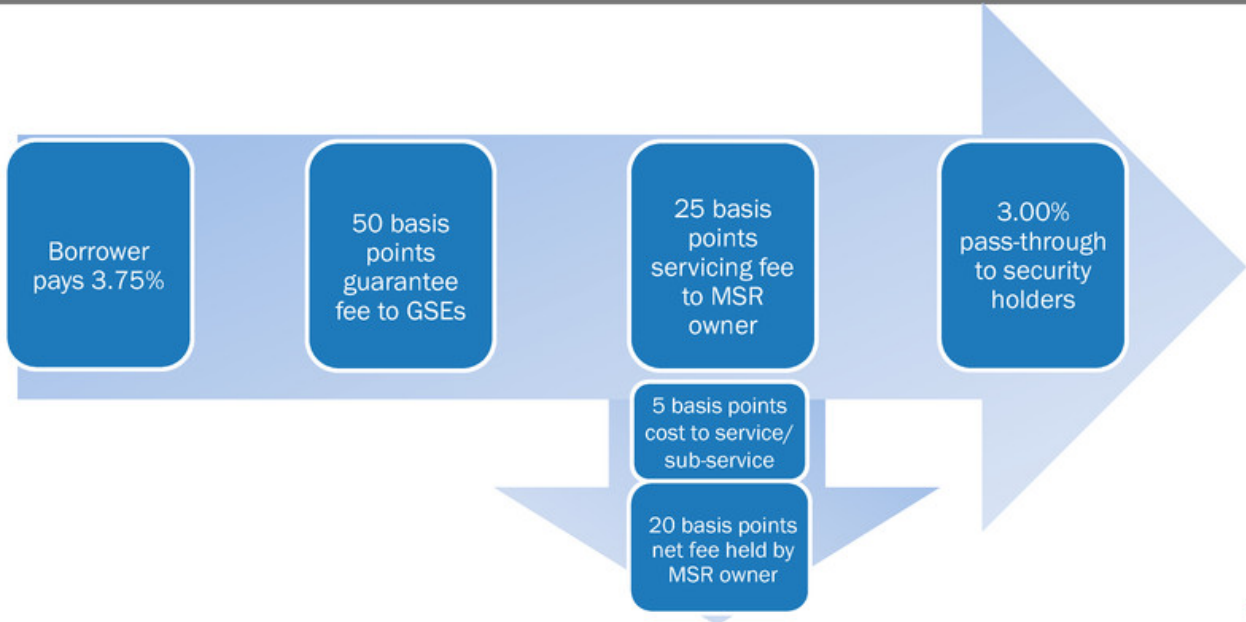 Borrower
pays 3.75%
50 basis
points
guarantee
fee to GSEs
25 basis
points
servicing fee
to MSR
owner
3.00%
pass-through
to security
holders
5 basis points
cost to service/
sub-service
20 basis points
net fee held by
MSR owner